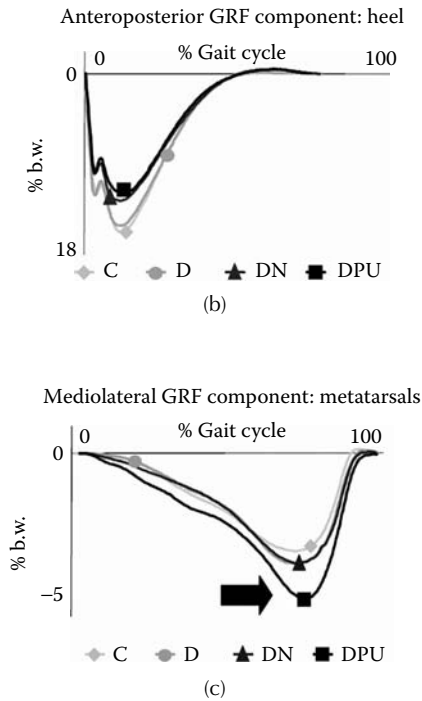 Anteroposterior GRF component: heel
0 % Gait cycle 100
0
% b.w.
18
C D DN DPU
(b)
Mediolateral GRF component: metatarsals
0 % Gait cycle 100
0
% b.w.
−5
C D DN DPU
(c)